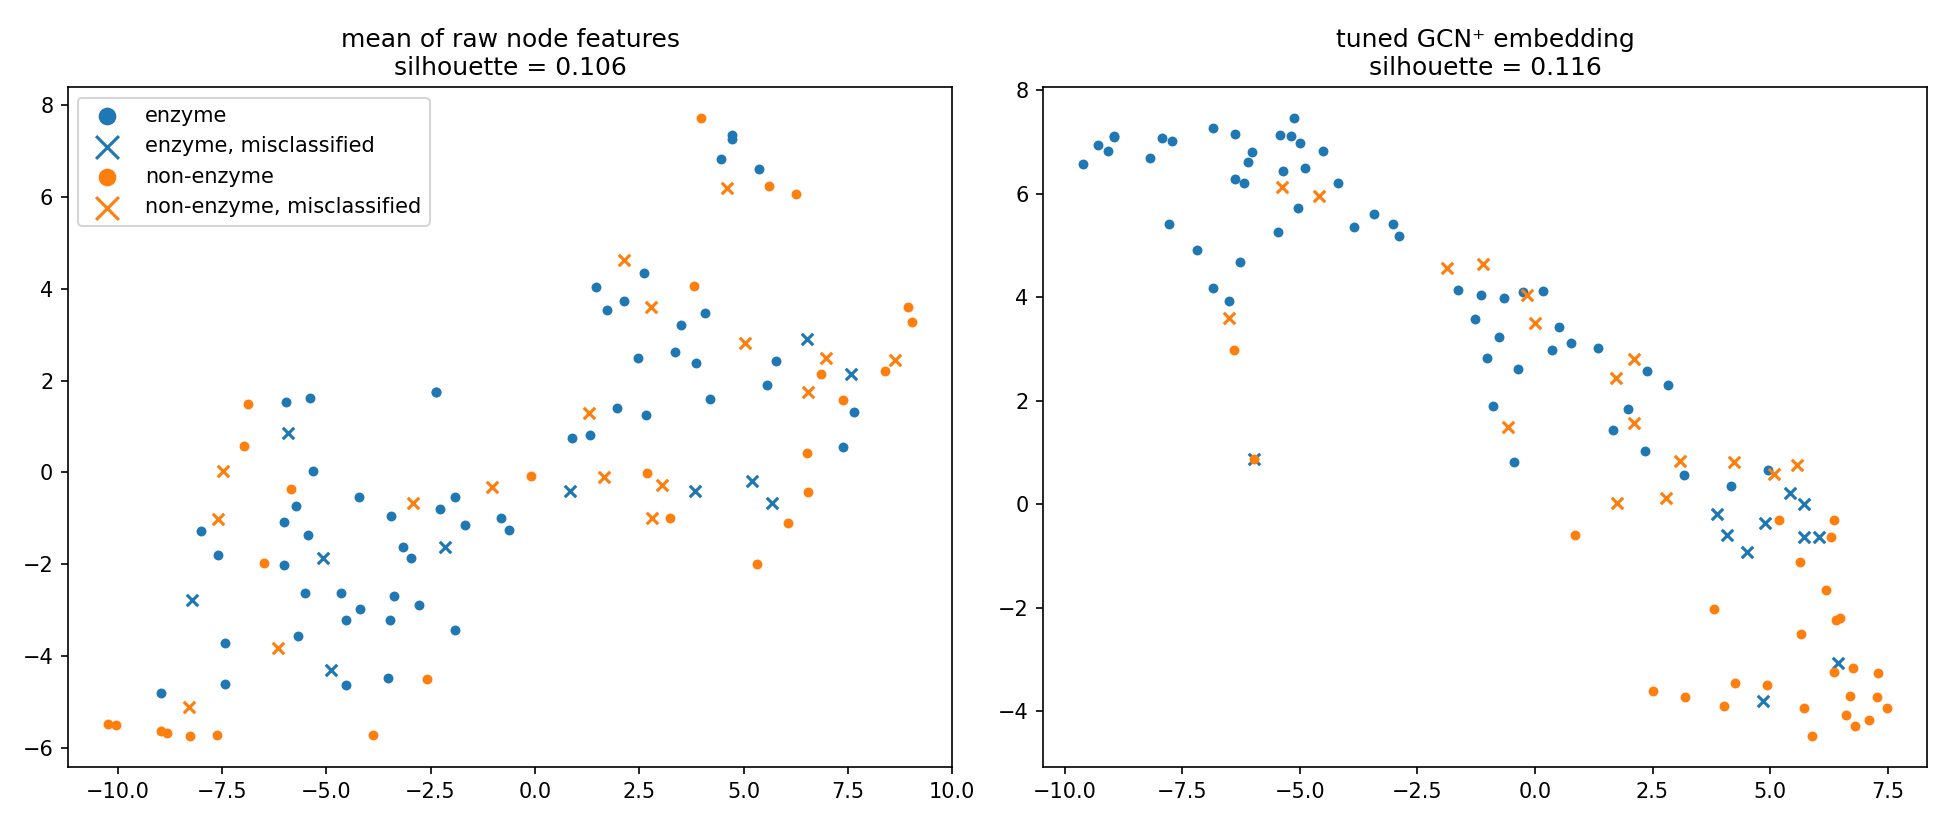 mean of raw node features
silhouette = 0.106
enzyme
enzyme, misclassified
non-enzyme
non-enzyme, misclassified
8
6
4
2
0
−2
−4
−6
−10.0 −7.5 −5.0 −2.5 0.0 2.5 5.0 7.5 10.0
tuned GCN⁺ embedding
silhouette = 0.116
8
6
4
2
0
−2
−4
−10.0 −7.5 −5.0 −2.5 0.0 2.5 5.0 7.5